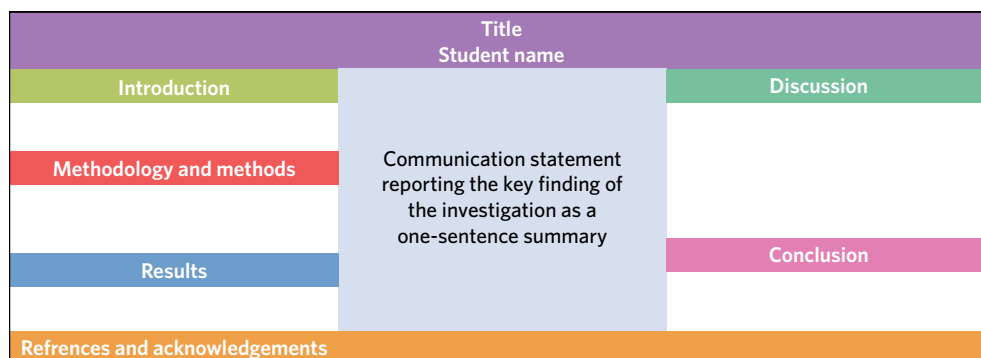 Title
Student name
Introduction
Methodology and methods
Results
Communication statement
reporting the key finding of
the investigation as a
one-sentence summary
Discussion
Conclusion
Refrences and acknowledgements